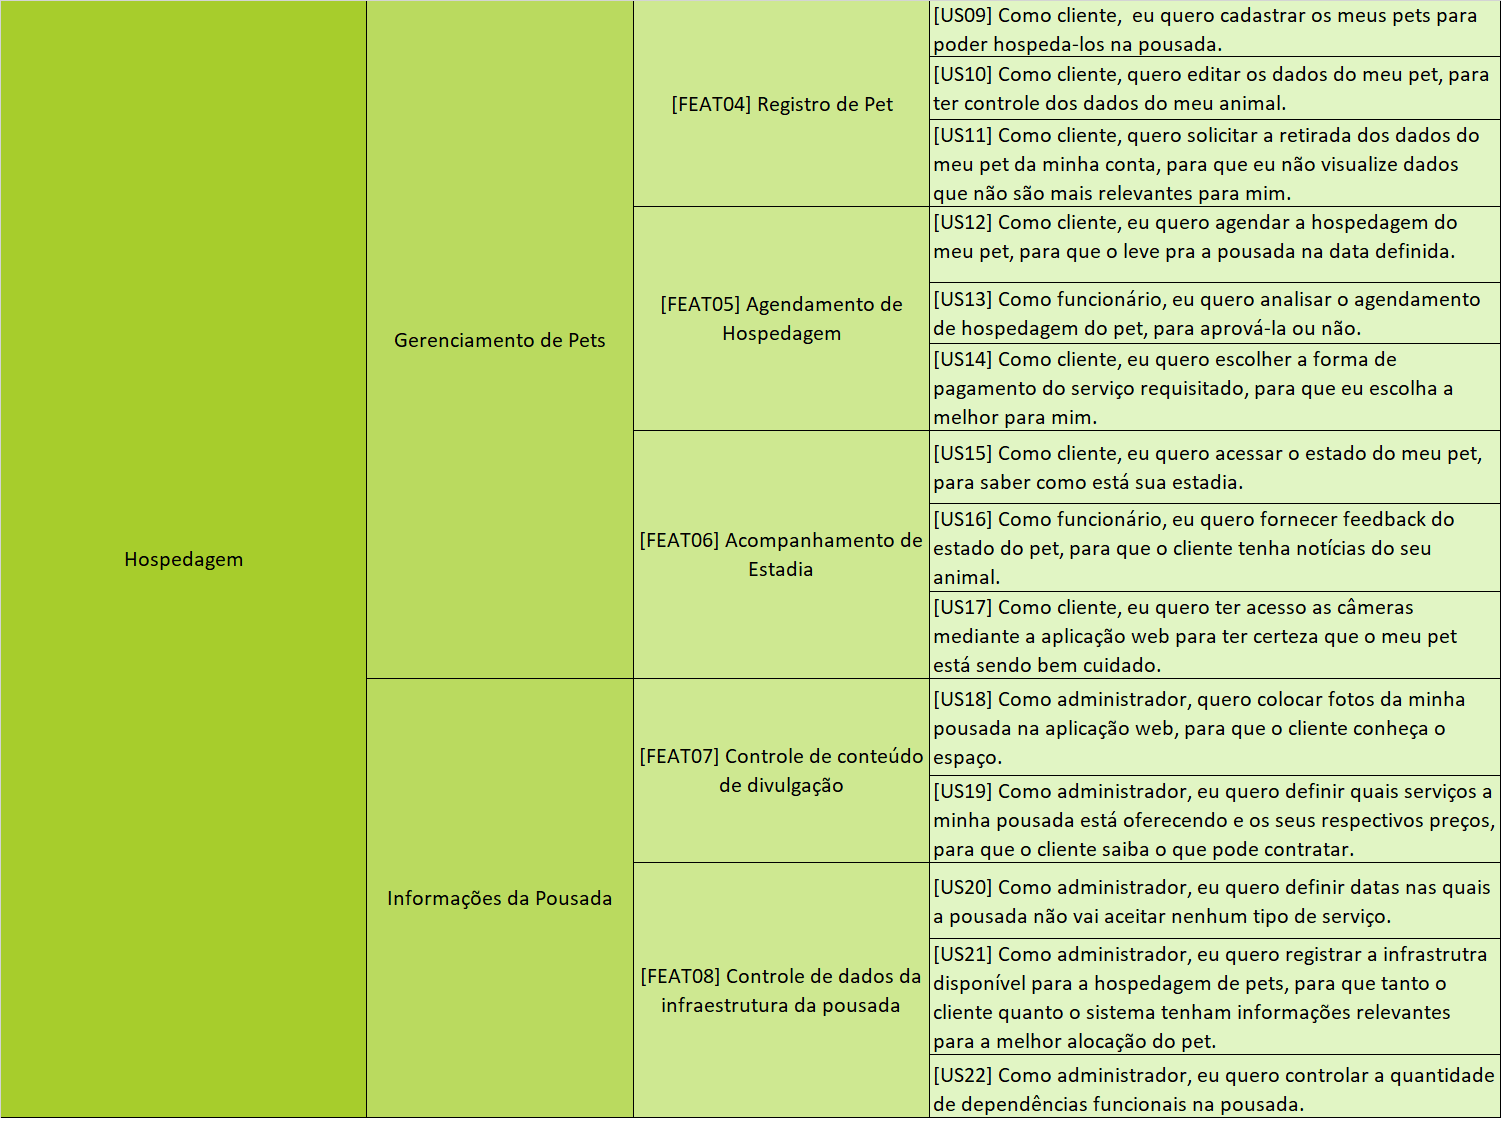 Hospedagem
Gerenciamento de Pets
[FEAT04] Registro de Pet
[US09] Como cliente,  eu quero cadastrar os meus pets para
poder hospeda-los na pousada.
[US10] Como cliente, quero editar os dados do meu pet, para
ter controle dos dados do meu animal.
[US11] Como cliente, quero solicitar a retirada dos dados do
meu pet da minha conta, para que eu não visualize dados
que não são mais relevantes para mim.
[FEAT05] Agendamento de
Hospedagem
[US12] Como cliente, eu quero agendar a hospedagem do
meu pet, para que o leve pra a pousada na data definida.
[US13] Como funcionário, eu quero analisar o agendamento
de hospedagem do pet, para aprová-la ou não.
[US14] Como cliente, eu quero escolher a forma de
pagamento do serviço requisitado, para que eu escolha a
melhor para mim.
[FEAT06] Acompanhamento de
Estadia
[US15] Como cliente, eu quero acessar o estado do meu pet,
para saber como está sua estadia.
[US16] Como funcionário, eu quero fornecer feedback do
estado do pet, para que o cliente tenha notícias do seu
animal.
[US17] Como cliente, eu quero ter acesso as câmeras
mediante a aplicação web para ter certeza que o meu pet
está sendo bem cuidado.
Informações da Pousada
[FEAT07] Controle de conteúdo
de divulgação
[US18] Como administrador, quero colocar fotos da minha
pousada na aplicação web, para que o cliente conheça o
espaço.
[US19] Como administrador, eu quero definir quais serviços a
minha pousada está oferecendo e os seus respectivos preços,
para que o cliente saiba o que pode contratar.
[FEAT08] Controle de dados da
infraestrutura da pousada
[US20] Como administrador, eu quero definir datas nas quais
a pousada não vai aceitar nenhum tipo de serviço.
[US21] Como administrador, eu quero registrar a infrastrutra
disponível para a hospedagem de pets, para que tanto o
cliente quanto o sistema tenham informações relevantes
para a melhor alocação do pet.
[US22] Como administrador, eu quero controlar a quantidade
de dependências funcionais na pousada.